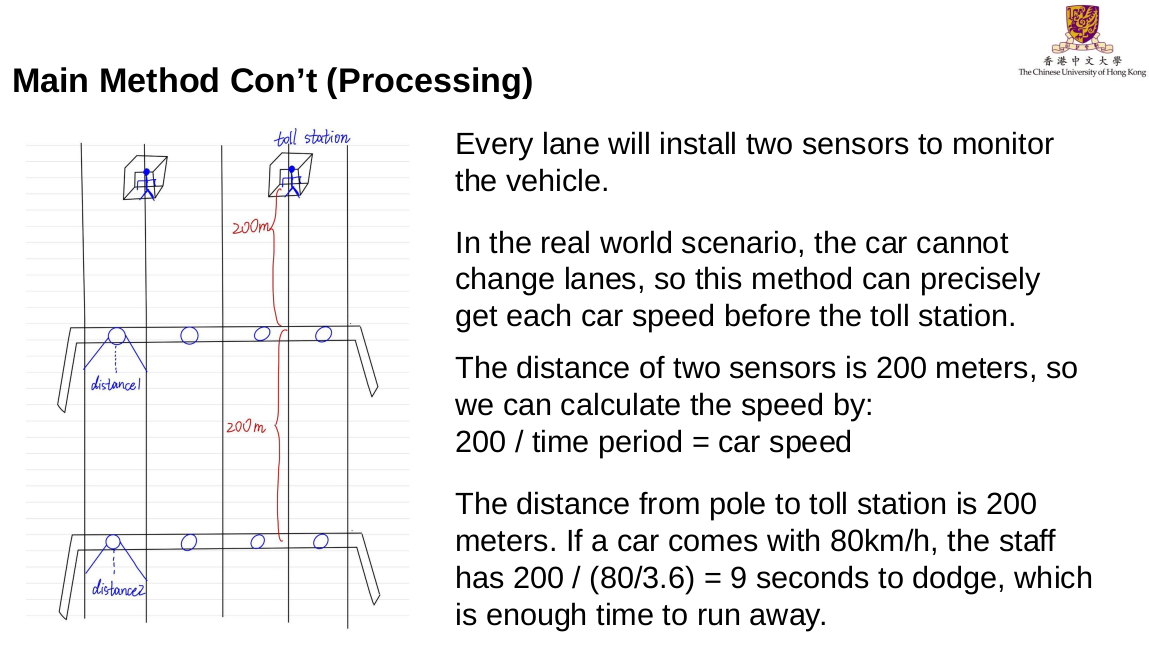 香港中文大學
The Chinese University of Hong Kong
Main Method Con’t (Processing)
toll station
200m
distance1
200m
distance2
Every lane will install two sensors to monitor
the vehicle.
In the real world scenario, the car cannot
change lanes, so this method can precisely
get each car speed before the toll station.
The distance of two sensors is 200 meters, so
we can calculate the speed by:
200 / time period = car speed
The distance from pole to toll station is 200
meters. If a car comes with 80km/h, the staff
has 200 / (80/3.6) = 9 seconds to dodge, which
is enough time to run away.